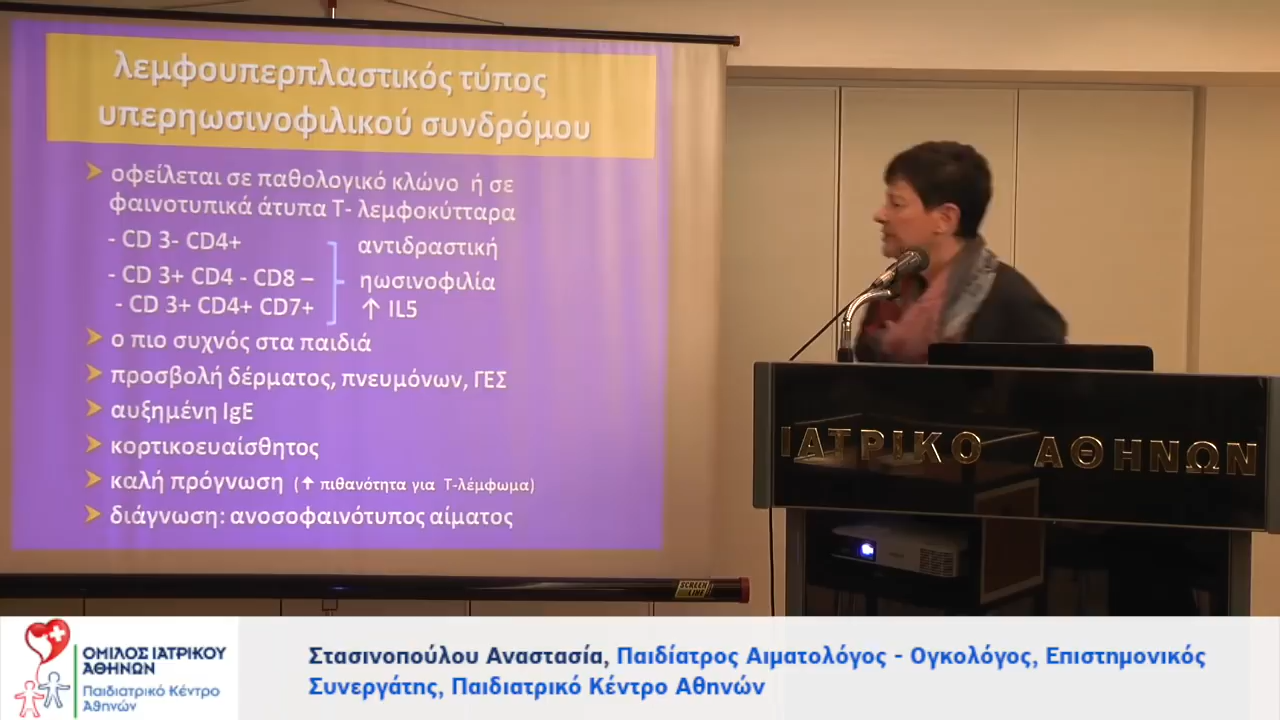 λεμφουπερπλαστικός τύπος
υπερηωσινοφιλικού συνδρόμου
➤ οφείλεται σε παθολογικό κλώνο ή σε
φαινοτυπικά άτυπα Τ- λεμφοκύτταρα
- CD 3- CD4+ αντιδραστική
- CD 3+ CD4 - CD8 – ηωσινοφιλία
- CD 3+ CD4+ CD7+ ↑ IL5
➤ ο πιο συχνός στα παιδιά
➤ προσβολή δέρματος, πνευμόνων, ΓΕΣ
➤ αυξημένη IgE
➤ κορτικοευαίσθητος
➤ καλή πρόγνωση (↑ πιθανότητα για Τ-λέμφωμα)
➤ διάγνωση: ανοσοφαινότυπος αίματος
SCREEN
LINE
ΙΑΤΡΙΚΟ ΑΘΗΝΩΝ
ΟΜΙΛΟΣ ΙΑΤΡΙΚΟΥ
ΑΘΗΝΩΝ
Παιδιατρικό Κέντρο
Αθηνών
Στασινοπούλου Αναστασία, Παιδίατρος Αιματολόγος - Ογκολόγος, Επιστημονικός
Συνεργάτης, Παιδιατρικό Κέντρο Αθηνών